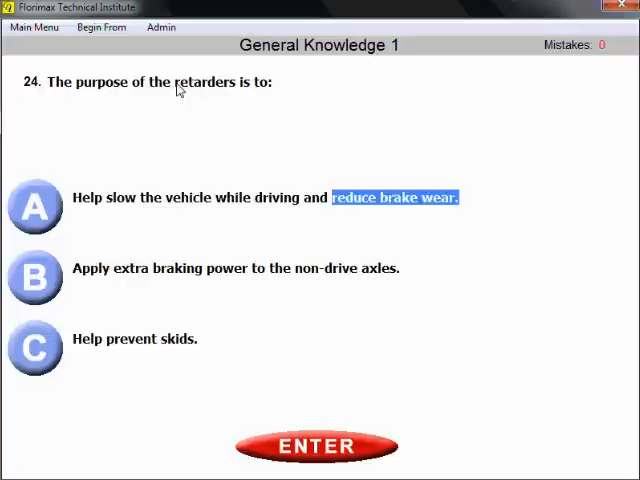 Florimax Technical Institute
Main Menu Begin From Admin
General Knowledge 1 Mistakes: 0
24. The purpose of the retarders is to:
A Help slow the vehicle while driving and reduce brake wear.
B Apply extra braking power to the non-drive axles.
C Help prevent skids.
ENTER